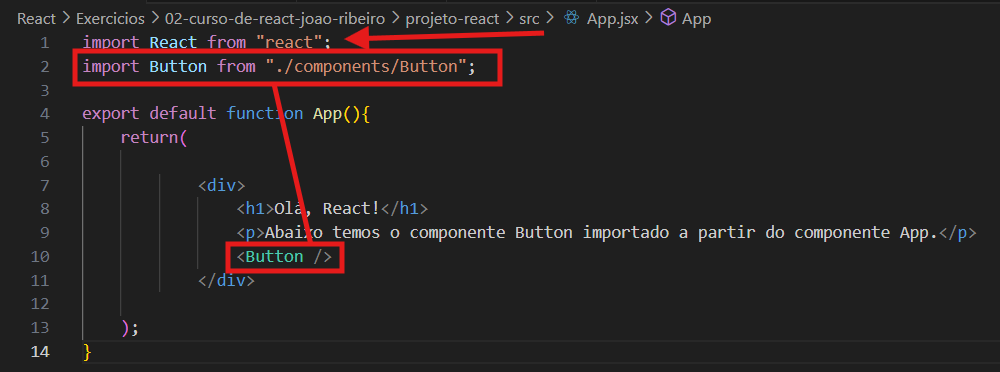 React > Exercicios > 02-curso-de-react-joao-ribeiro > projeto-react > src > App.jsx > App
1 import React from "react";
2 import Button from "./components/Button";
3
4 export default function App(){
5 return(
6
7 <div>
8 <h1>Olá, React!</h1>
9 <p>Abaixo temos o componente Button importado a partir do componente App.</p>
10 <Button />
11 </div>
12
13 );
14 }